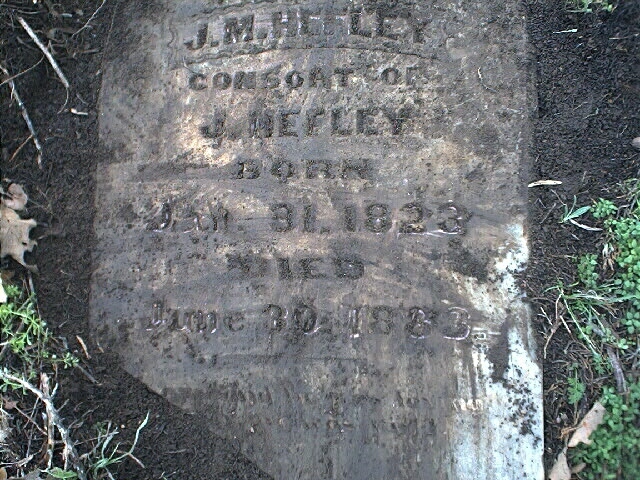 J. M. HEFLEY
CONSORT OF
J. HEFLEY
BORN
Jan. 31, 1823
DIED
June 30, 1883